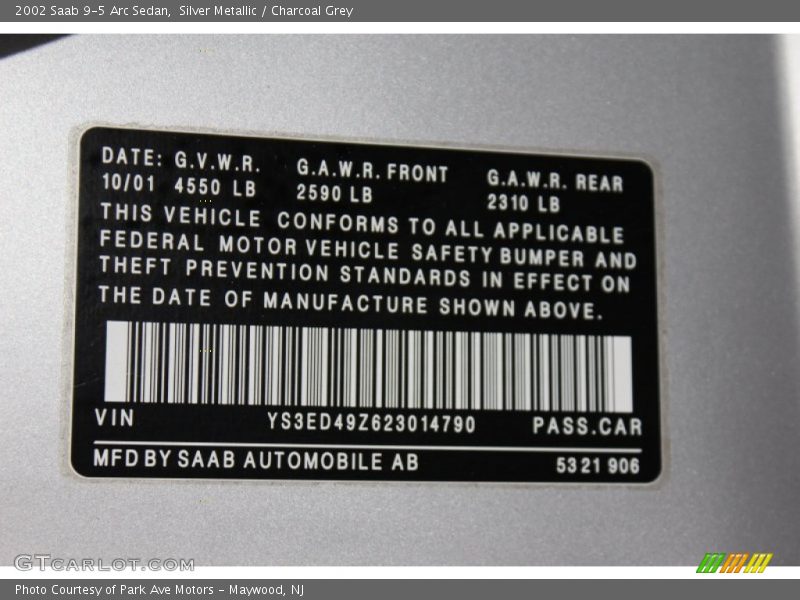 2002 Saab 9-5 Arc Sedan,  Silver Metallic / Charcoal Grey
DATE: G.V.W.R. G.A.W.R. FRONT G.A.W.R. REAR
10/01 4550 LB 2590 LB 2310 LB
THIS VEHICLE CONFORMS TO ALL APPLICABLE
FEDERAL MOTOR VEHICLE SAFETY BUMPER AND
THEFT PREVENTION STANDARDS IN EFFECT ON
THE DATE OF MANUFACTURE SHOWN ABOVE.
VIN YS3ED49Z623014790 PASS.CAR
MFD BY SAAB AUTOMOBILE AB 53 21 906
GTCARLOT.COM
Photo Courtesy of Park Ave Motors - Maywood, NJ